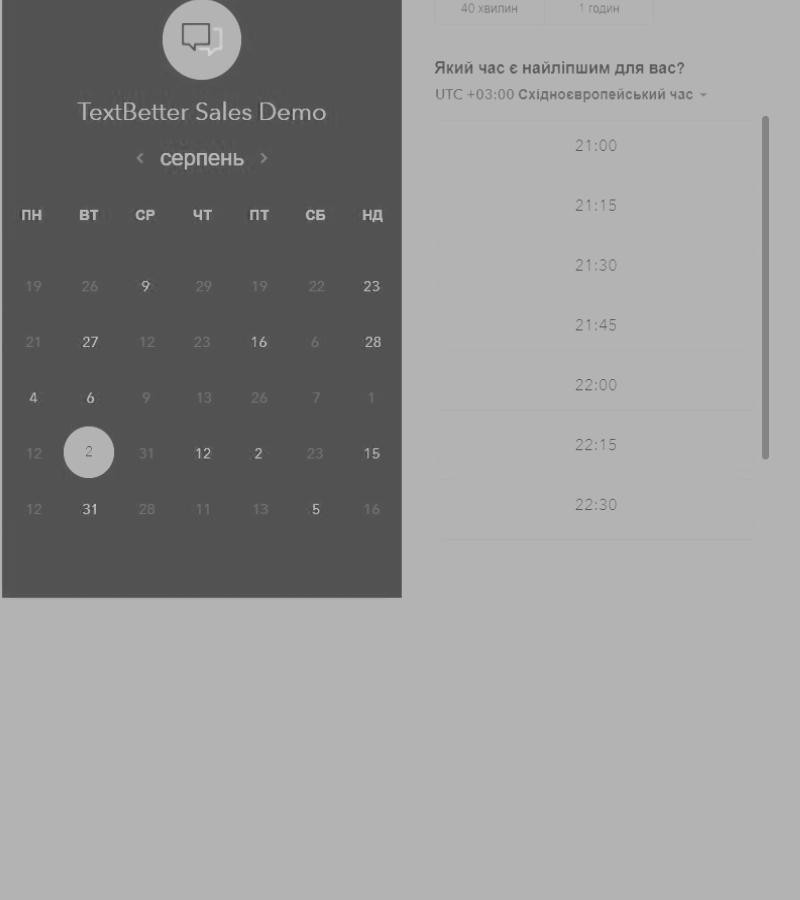 TextBetter Sales Demo
серпень
ПН ВТ СР ЧТ ПТ СБ НД
19 26 9 29 19 22 23
21 27 12 23 16 6 28
4 6 9 13 26 7 1
12 2 31 12 2 23 15
12 31 28 11 13 5 16
40 хвилин 1 годин
Який час є найліпшим для вас?
UTC +03:00 Східноєвропейський час
21:00
21:15
21:30
21:45
22:00
22:15
22:30